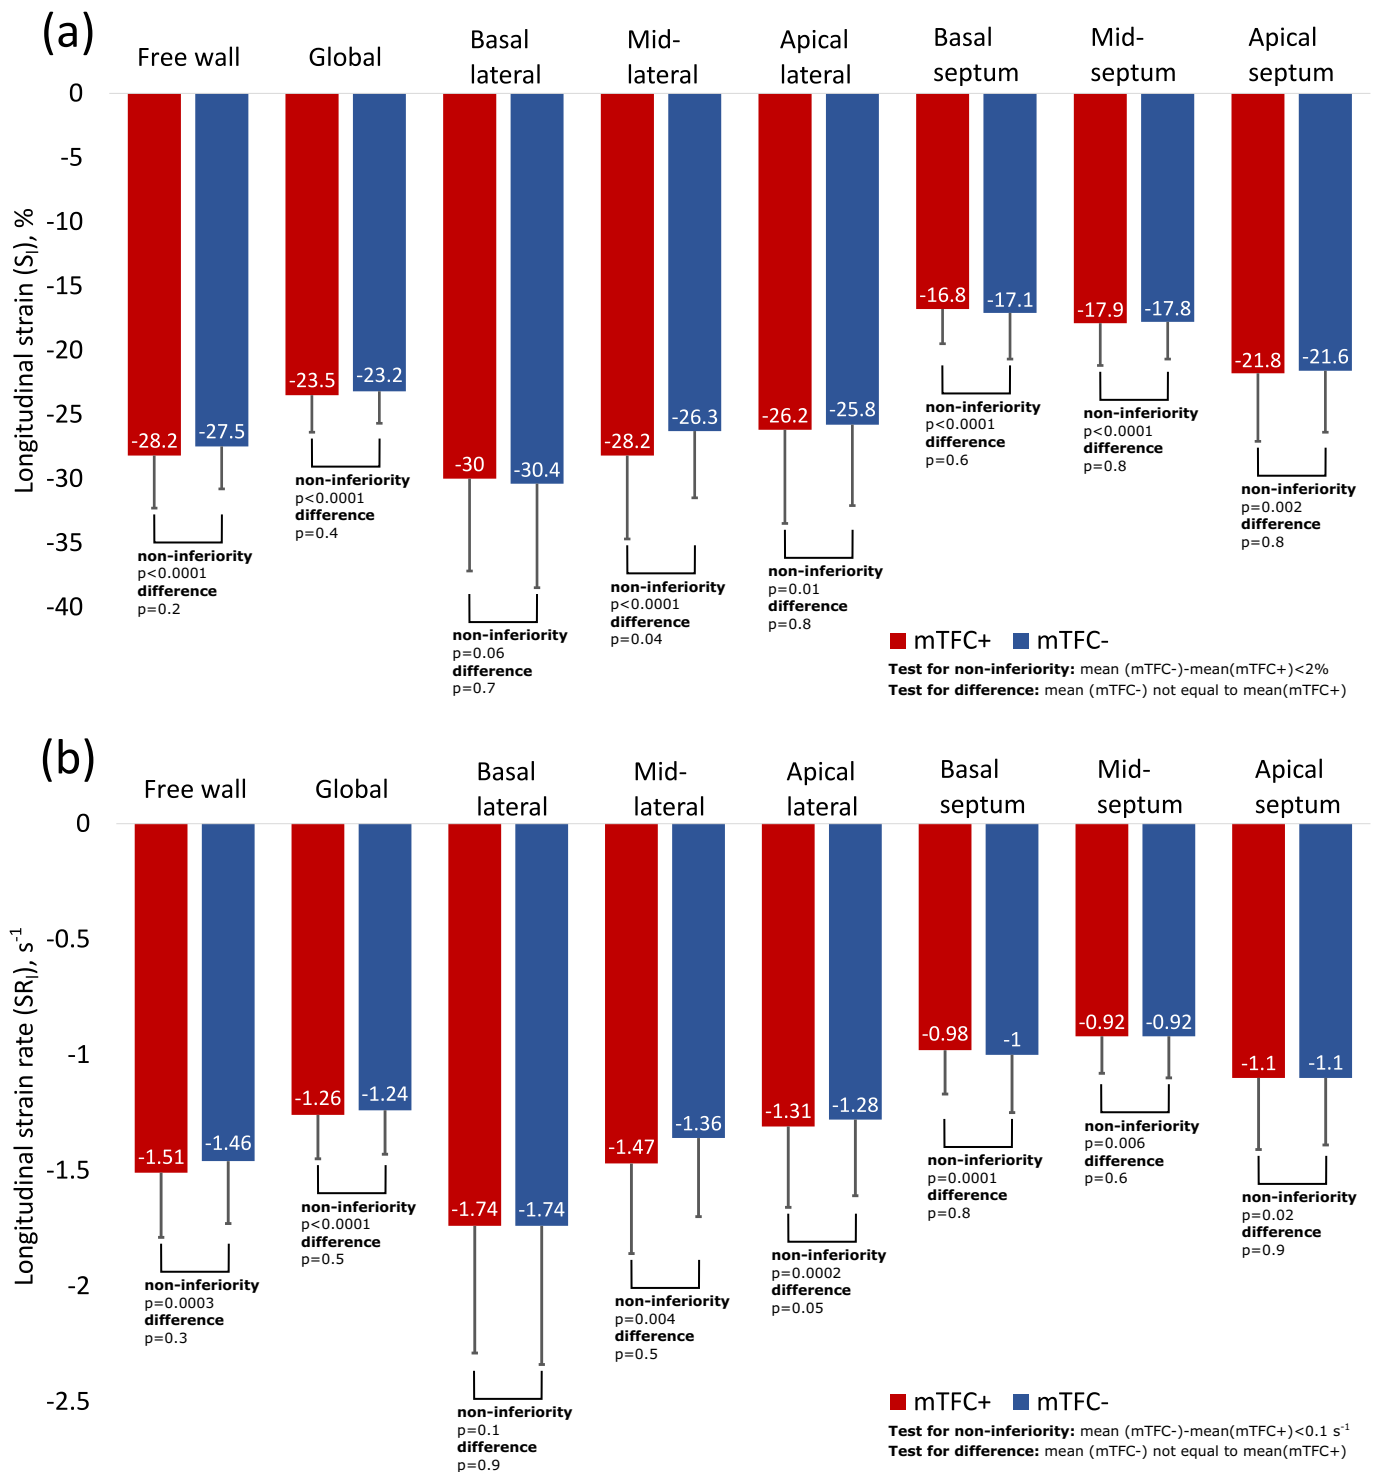 (a)
Free wall
Global
Basal
lateral
Mid-
lateral
Apical
lateral
Basal
septum
Mid-
septum
Apical
septum
Longitudinal strain (Sl), %
0
-5
-10
-15
-20
-25
-30
-35
-40
-28.2
-27.5
-23.5
-23.2
-30
-30.4
-28.2
-26.3
-26.2
-25.8
-16.8
-17.1
-17.9
-17.8
-21.8
-21.6
non-inferiority
p<0.0001
difference
p=0.2
non-inferiority
p<0.0001
difference
p=0.4
non-inferiority
p=0.06
difference
p=0.7
non-inferiority
p<0.0001
difference
p=0.04
non-inferiority
p=0.01
difference
p=0.8
non-inferiority
p<0.0001
difference
p=0.6
non-inferiority
p<0.0001
difference
p=0.8
non-inferiority
p=0.002
difference
p=0.8
mTFC+ mTFC-
Test for non-inferiority: mean (mTFC-)-mean(mTFC+)<2%
Test for difference: mean (mTFC-) not equal to mean(mTFC+)
(b)
Free wall
Global
Basal
lateral
Mid-
lateral
Apical
lateral
Basal
septum
Mid-
septum
Apical
septum
Longitudinal strain rate (SRl), s-1
0
-0.5
-1
-1.5
-2
-2.5
-1.51
-1.46
-1.26
-1.24
-1.74
-1.74
-1.47
-1.36
-1.31
-1.28
-0.98
-1
-0.92
-0.92
-1.1
-1.1
non-inferiority
p=0.0003
difference
p=0.3
non-inferiority
p<0.0001
difference
p=0.5
non-inferiority
p=0.1
difference
p=0.9
non-inferiority
p=0.004
difference
p=0.5
non-inferiority
p=0.0002
difference
p=0.05
non-inferiority
p=0.0001
difference
p=0.8
non-inferiority
p=0.006
difference
p=0.6
non-inferiority
p=0.02
difference
p=0.9
mTFC+ mTFC-
Test for non-inferiority: mean (mTFC-)-mean(mTFC+)<0.1 s-1
Test for difference: mean (mTFC-) not equal to mean(mTFC+)